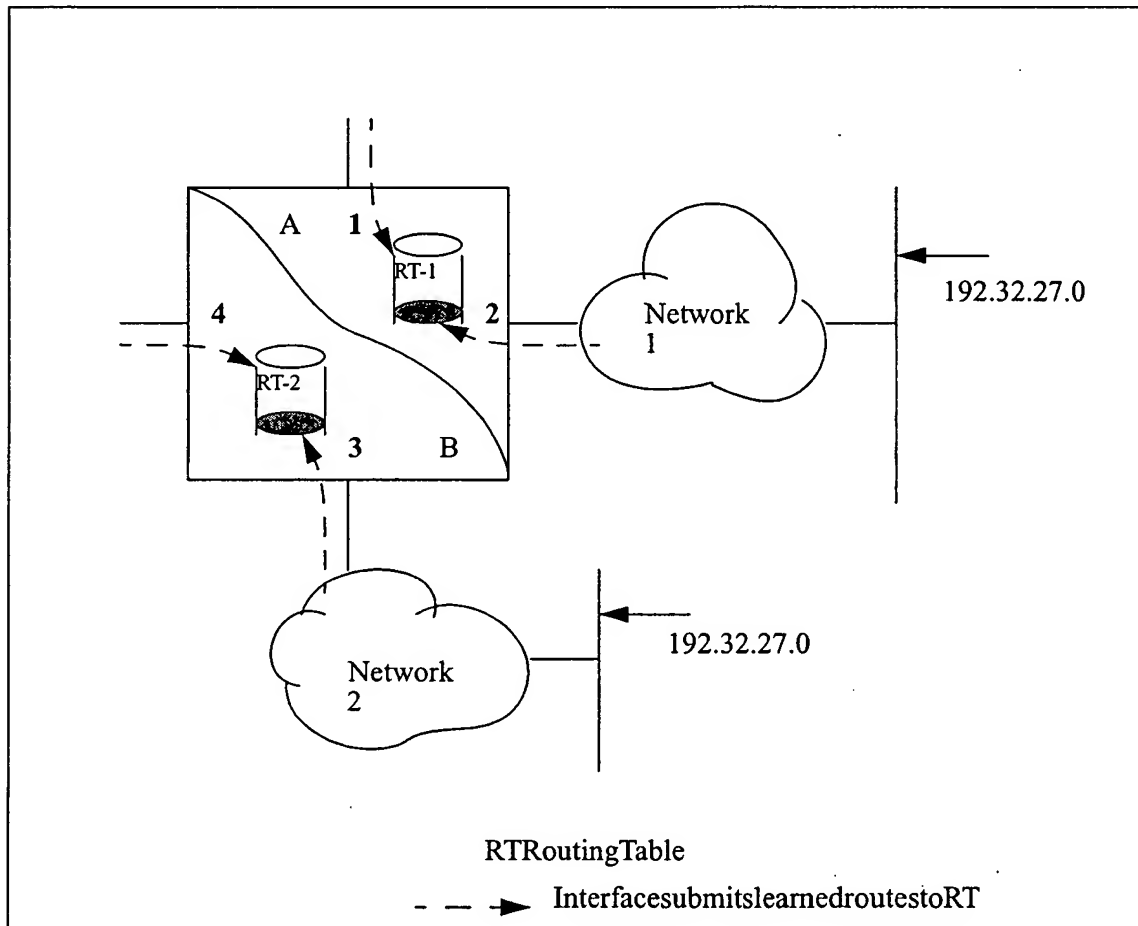 A
1
RT-1
192.32.27.0
4
2
Network
1
RT-2
3
B
192.32.27.0
Network
2
RTRoutingTable
InterfacesubmitslearnedroutestoRT